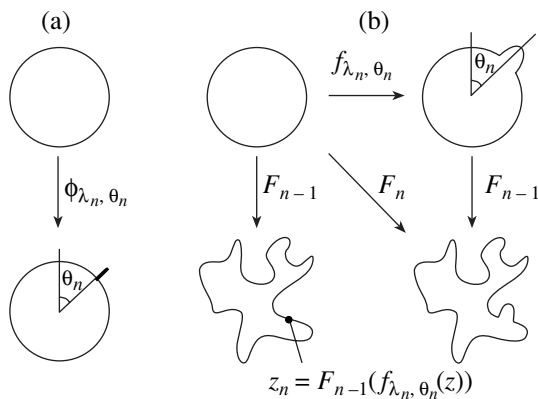 (a) (b)
f_{λ_n, θ_n}
θ_n
ϕ_{λ_n, θ_n}
F_{n – 1} F_n F_{n – 1}
θ_n
z_n = F_{n – 1}(f_{λ_n, θ_n}(z))